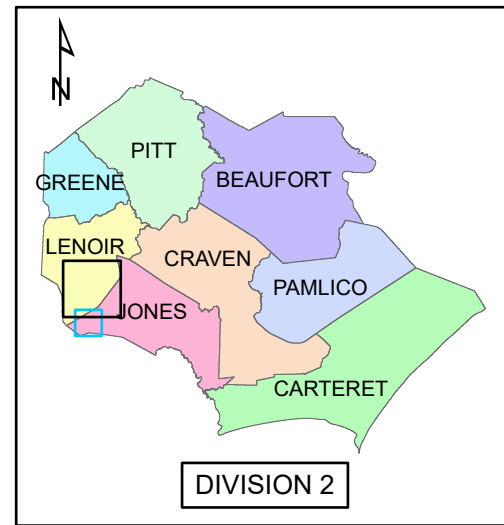 N
PITT
GREENE
BEAUFORT
LENOIR
CRAVEN
PAMLICO
JONES
CARTERET
DIVISION 2